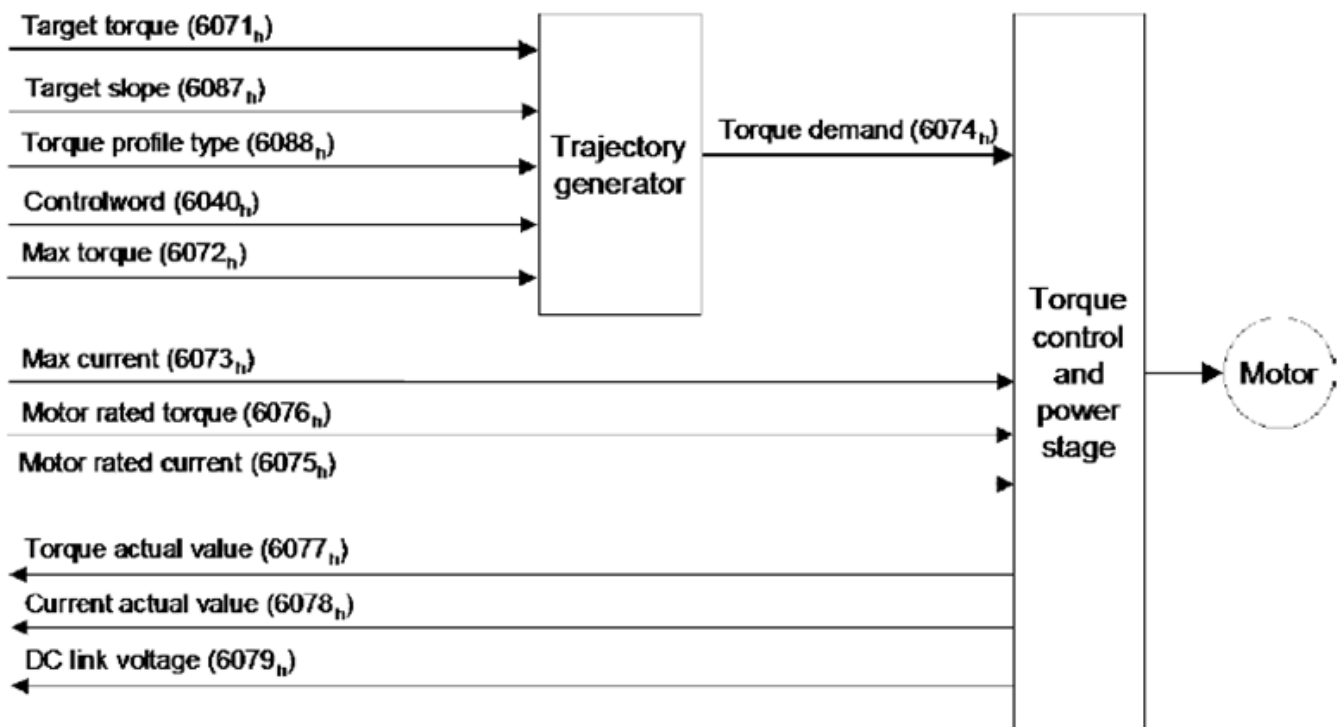 Target torque (6071h)
Target slope (6087h)
Torque profile type (6088h)
Controlword (6040h)
Max torque (6072h)
Trajectory
generator
Torque demand (6074h)
Max current (6073h)
Motor rated torque (6076h)
Motor rated current (6075h)
Torque
control
and
power
stage
Motor
Torque actual value (6077h)
Current actual value (6078h)
DC link voltage (6079h)